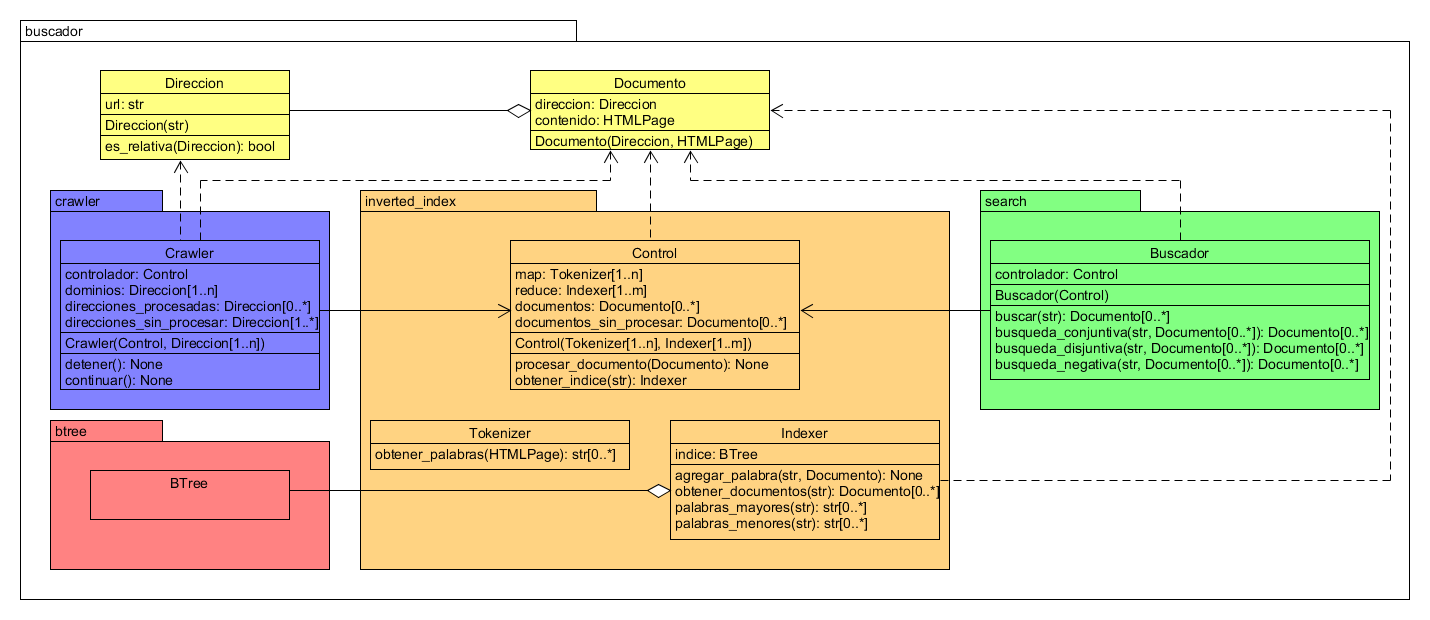 buscador
Direccion
url: str
Direccion(str)
es_relativa(Direccion): bool
Documento
direccion: Direccion
contenido: HTMLPage
Documento(Direccion, HTMLPage)
crawler
Crawler
controlador: Control
dominios: Direccion[1..n]
direcciones_procesadas: Direccion[0..*]
direcciones_sin_procesar: Direccion[1..*]
Crawler(Control, Direccion[1..n])
detener(): None
continuar(): None
inverted_index
Control
map: Tokenizer[1..n]
reduce: Indexer[1..m]
documentos: Documento[0..*]
documentos_sin_procesar: Documento[0..*]
Control(Tokenizer[1..n], Indexer[1..m])
procesar_documento(Documento): None
obtener_indice(str): Indexer
search
Buscador
controlador: Control
Buscador(Control)
buscar(str): Documento[0..*]
busqueda_conjuntiva(str, Documento[0..*]): Documento[0..*]
busqueda_disjuntiva(str, Documento[0..*]): Documento[0..*]
busqueda_negativa(str, Documento[0..*]): Documento[0..*]
btree
BTree
Tokenizer
obtener_palabras(HTMLPage): str[0..*]
Indexer
indice: BTree
agregar_palabra(str, Documento): None
obtener_documentos(str): Documento[0..*]
palabras_mayores(str): str[0..*]
palabras_menores(str): str[0..*]